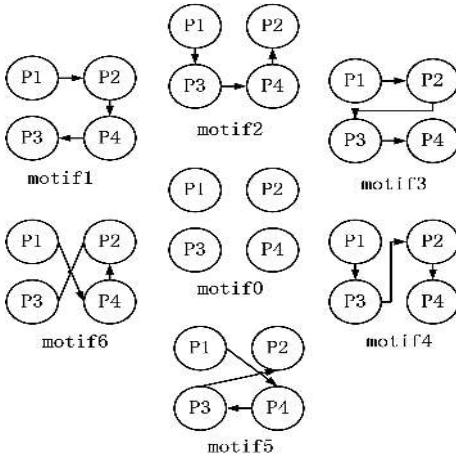 P1 P2
P3 P4
motif2
P1 P2
P3 P4
motif1
P1 P2
P3 P4
motif3
P1 P2
P3 P4
motif0
P1 P2
P3 P4
motif6
P1 P2
P3 P4
motif4
P1 P2
P3 P4
motif5